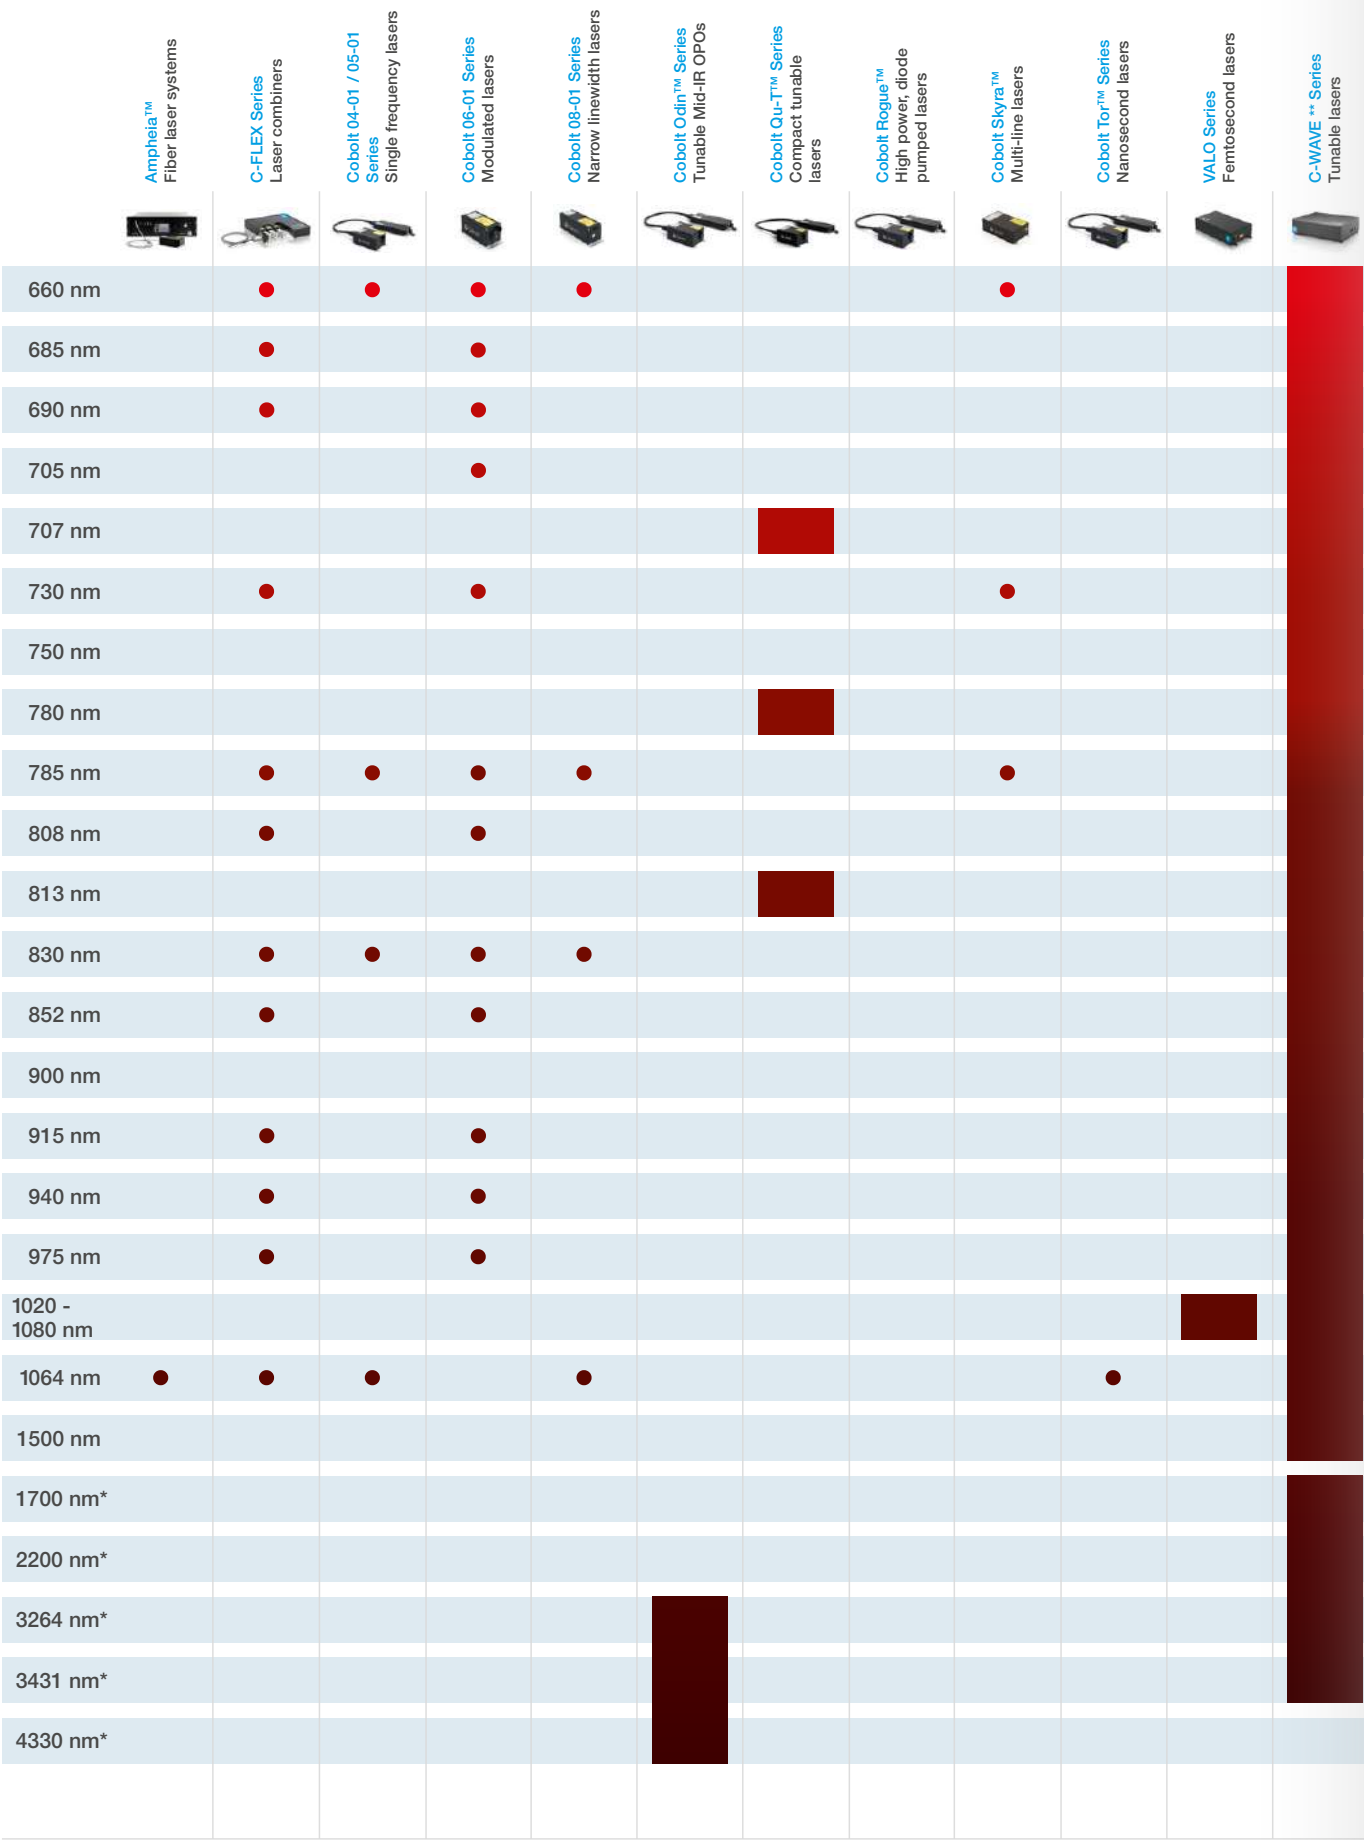 Ampheia™
Fiber laser systems
C-FLEX Series
Laser combiners
Cobolt 04-01 / 05-01
Series
Single frequency lasers
Cobolt 06-01 Series
Modulated lasers
Cobolt 08-01 Series
Narrow linewidth lasers
Cobolt Odin™ Series
Tunable Mid-IR OPOs
Cobolt Qu-T™ Series
Compact tunable
lasers
Cobolt Rogue™
High power, diode
pumped lasers
Cobolt Skyra™
Multi-line lasers
Cobolt Tor™ Series
Nanosecond lasers
VALO Series
Femtosecond lasers
C-WAVE ** Series
Tunable lasers
660 nm
685 nm
690 nm
705 nm
707 nm
730 nm
750 nm
780 nm
785 nm
808 nm
813 nm
830 nm
852 nm
900 nm
915 nm
940 nm
975 nm
1020 -
1080 nm
1064 nm
1500 nm
1700 nm*
2200 nm*
3264 nm*
3431 nm*
4330 nm*